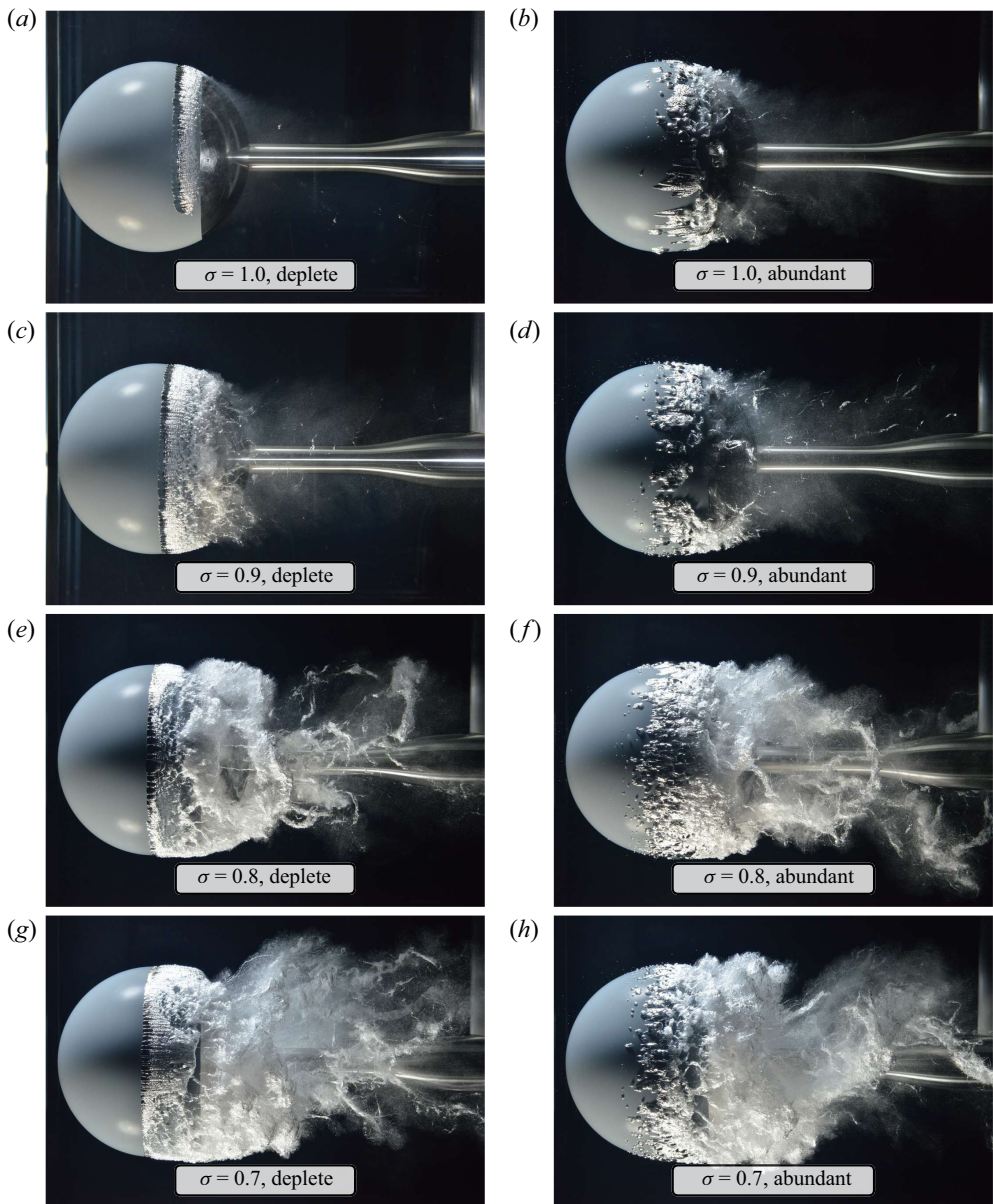 (a)
(b)
σ = 1.0, deplete
σ = 1.0, abundant
(c)
(d)
σ = 0.9, deplete
σ = 0.9, abundant
(e)
(f)
σ = 0.8, deplete
σ = 0.8, abundant
(g)
(h)
σ = 0.7, deplete
σ = 0.7, abundant